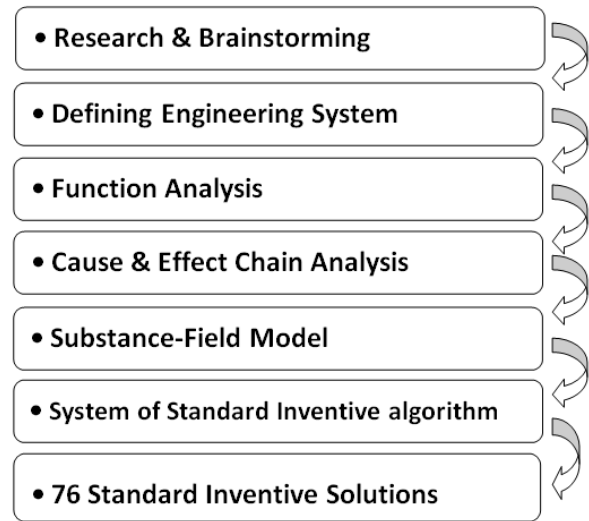 • Research & Brainstorming
• Defining Engineering System
• Function Analysis
• Cause & Effect Chain Analysis
• Substance-Field Model
• System of Standard Inventive algorithm
• 76 Standard Inventive Solutions